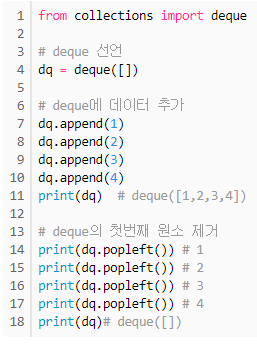 1 from collections import deque
2
3 # deque 선언
4 dq = deque([])
5
6 # deque에 데이터 추가
7 dq.append(1)
8 dq.append(2)
9 dq.append(3)
10 dq.append(4)
11 print(dq)  # deque([1,2,3,4])
12
13 # deque의 첫번째 원소 제거
14 print(dq.popleft()) # 1
15 print(dq.popleft()) # 2
16 print(dq.popleft()) # 3
17 print(dq.popleft()) # 4
18 print(dq)# deque([])